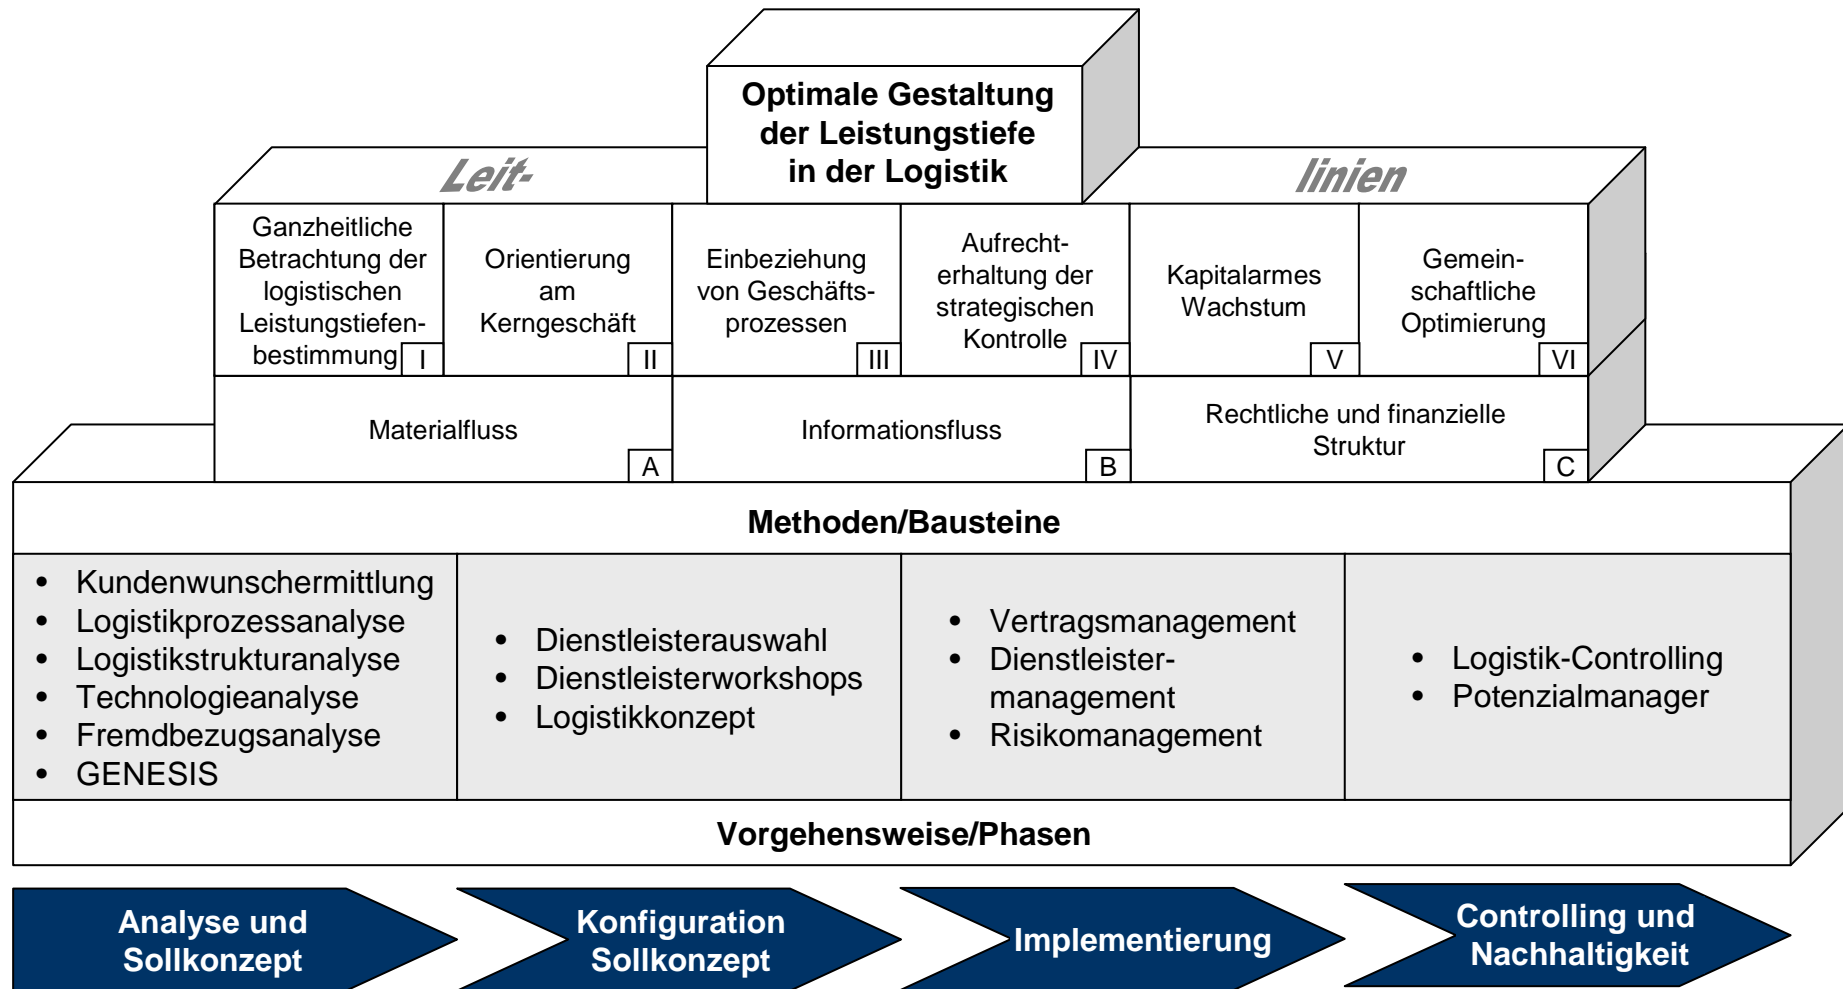 Optimale Gestaltung
der Leistungstiefe
in der Logistik
Leit-
linien
Ganzheitliche
Betrachtung der
logistischen
Leistungstiefen-
bestimmung
I
Orientierung
am
Kerngeschäft
II
Einbeziehung
von Geschäfts-
prozessen
III
Aufrecht-
erhaltung der
strategischen
Kontrolle
IV
Kapitalarmes
Wachstum
V
Gemein-
schaftliche
Optimierung
VI
Materialfluss
A
Informationsfluss
B
Rechtliche und finanzielle
Struktur
C
Methoden/Bausteine
• Kundenwunschermittlung
• Logistikprozessanalyse
• Logistikstrukturanalyse
• Technologieanalyse
• Fremdbezugsanalyse
• GENESIS
• Dienstleisterauswahl
• Dienstleisterworkshops
• Logistikkonzept
• Vertragsmanagement
• Dienstleister-
management
• Risikomanagement
• Logistik-Controlling
• Potenzialmanager
Vorgehensweise/Phasen
Analyse und
Sollkonzept
Konfiguration
Sollkonzept
Implementierung
Controlling und
Nachhaltigkeit